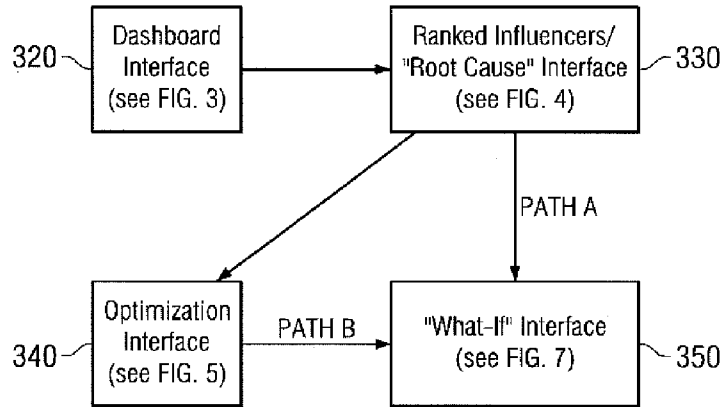 320
Dashboard
Interface
(see FIG. 3)
Ranked Influencers/
"Root Cause" Interface
(see FIG. 4)
330
PATH A
340
Optimization
Interface
(see FIG. 5)
PATH B
"What-If" Interface
(see FIG. 7)
350